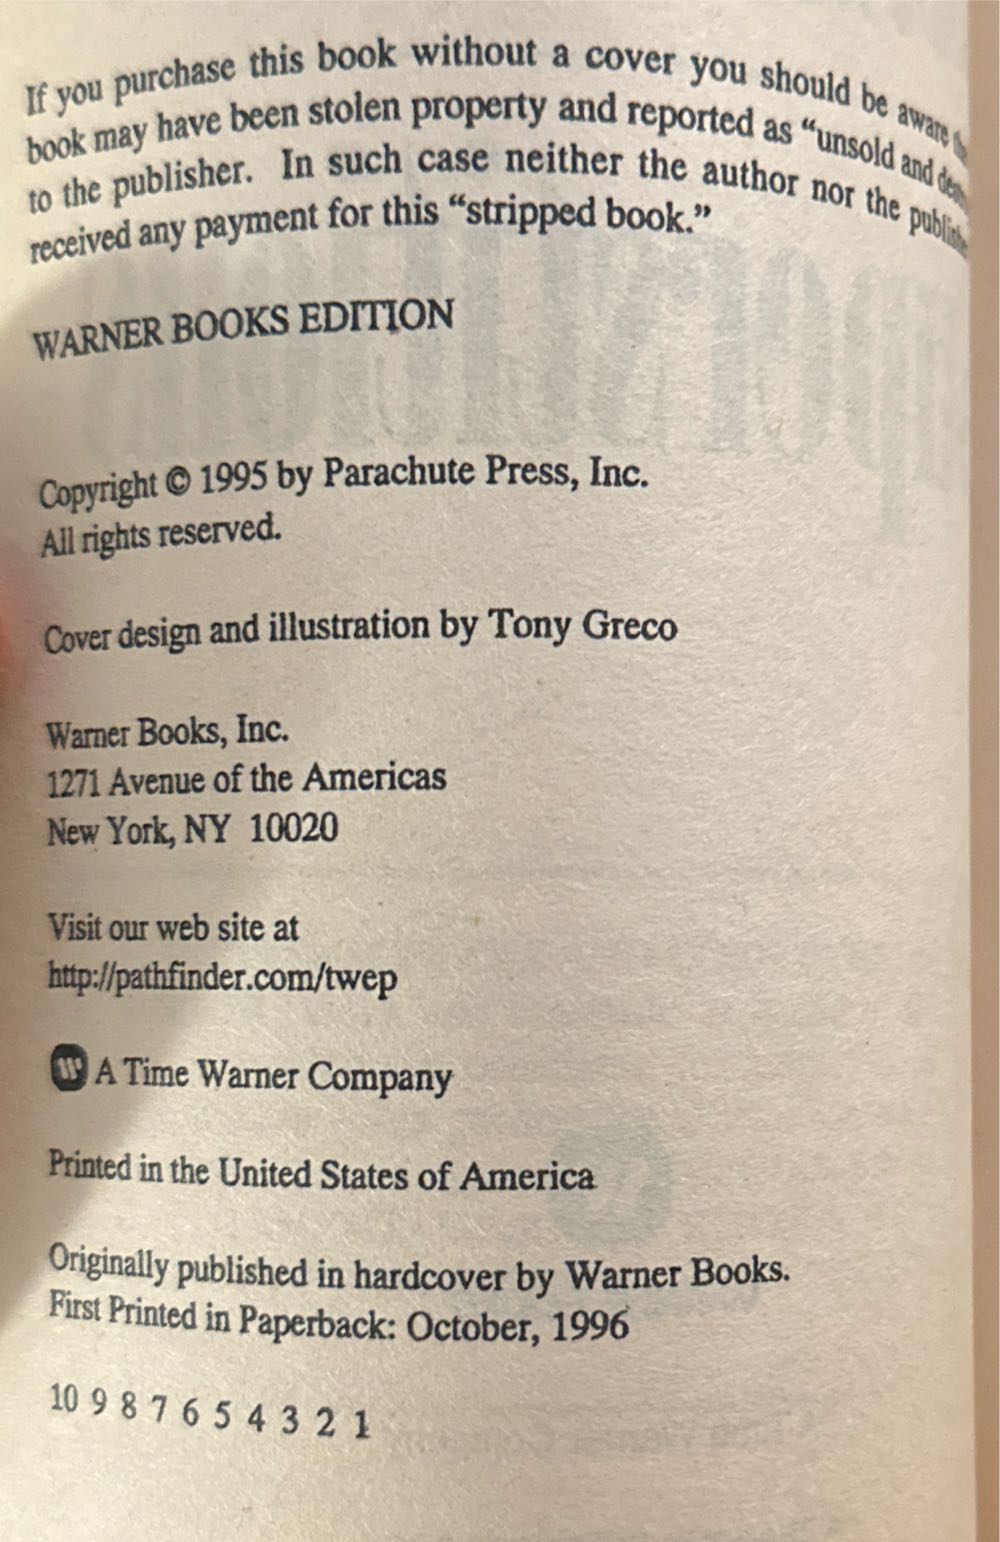 If you purchase this book without a cover you should be aware
book may have been stolen property and reported as “unsold and
to the publisher. In such case neither the author nor the
received any payment for this “stripped book.”
WARNER BOOKS EDITION
Copyright © 1995 by Parachute Press, Inc.
All rights reserved.
Cover design and illustration by Tony Greco
Warner Books, Inc.
1271 Avenue of the Americas
New York, NY 10020
Visit our web site at
http://pathfinder.com/twep
W A Time Warner Company
Printed in the United States of America
Originally published in hardcover by Warner Books.
First Printed in Paperback: October, 1996
10 9 8 7 6 5 4 3 2 1